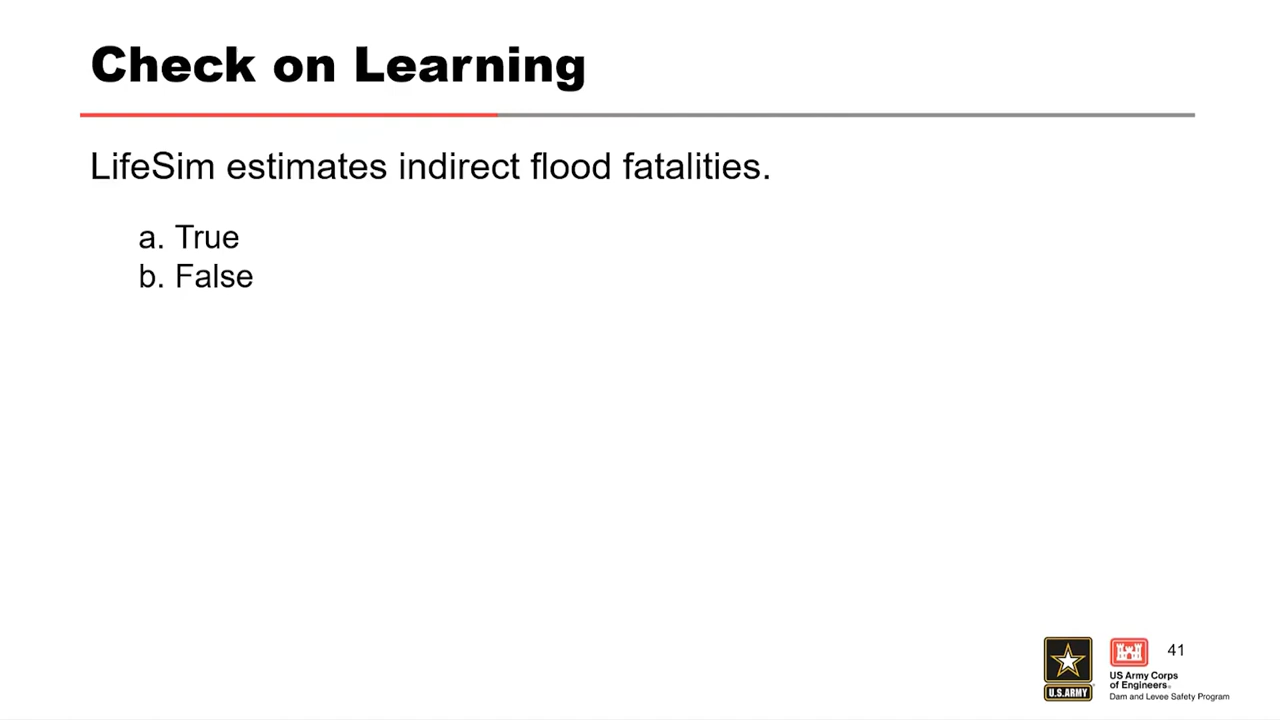 Check on Learning
LifeSim estimates indirect flood fatalities.
a. True
b. False
41
U.S.ARMY
US Army Corps
of Engineers®
Dam and Levee Safety Program